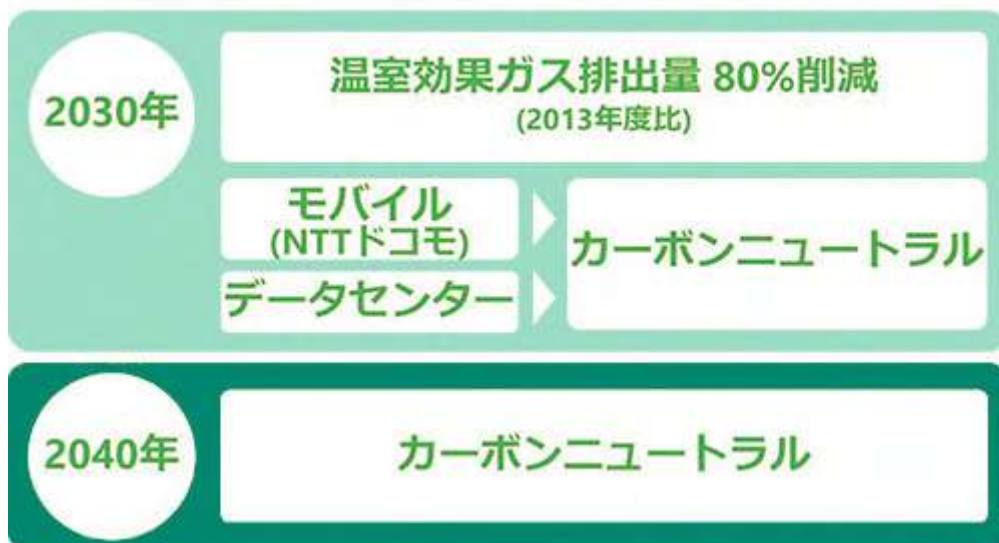 2030年
温室効果ガス排出量 80%削減
(2013年度比)
モバイル
(NTTドコモ)
データセンター
カーボンニュートラル
2040年
カーボンニュートラル